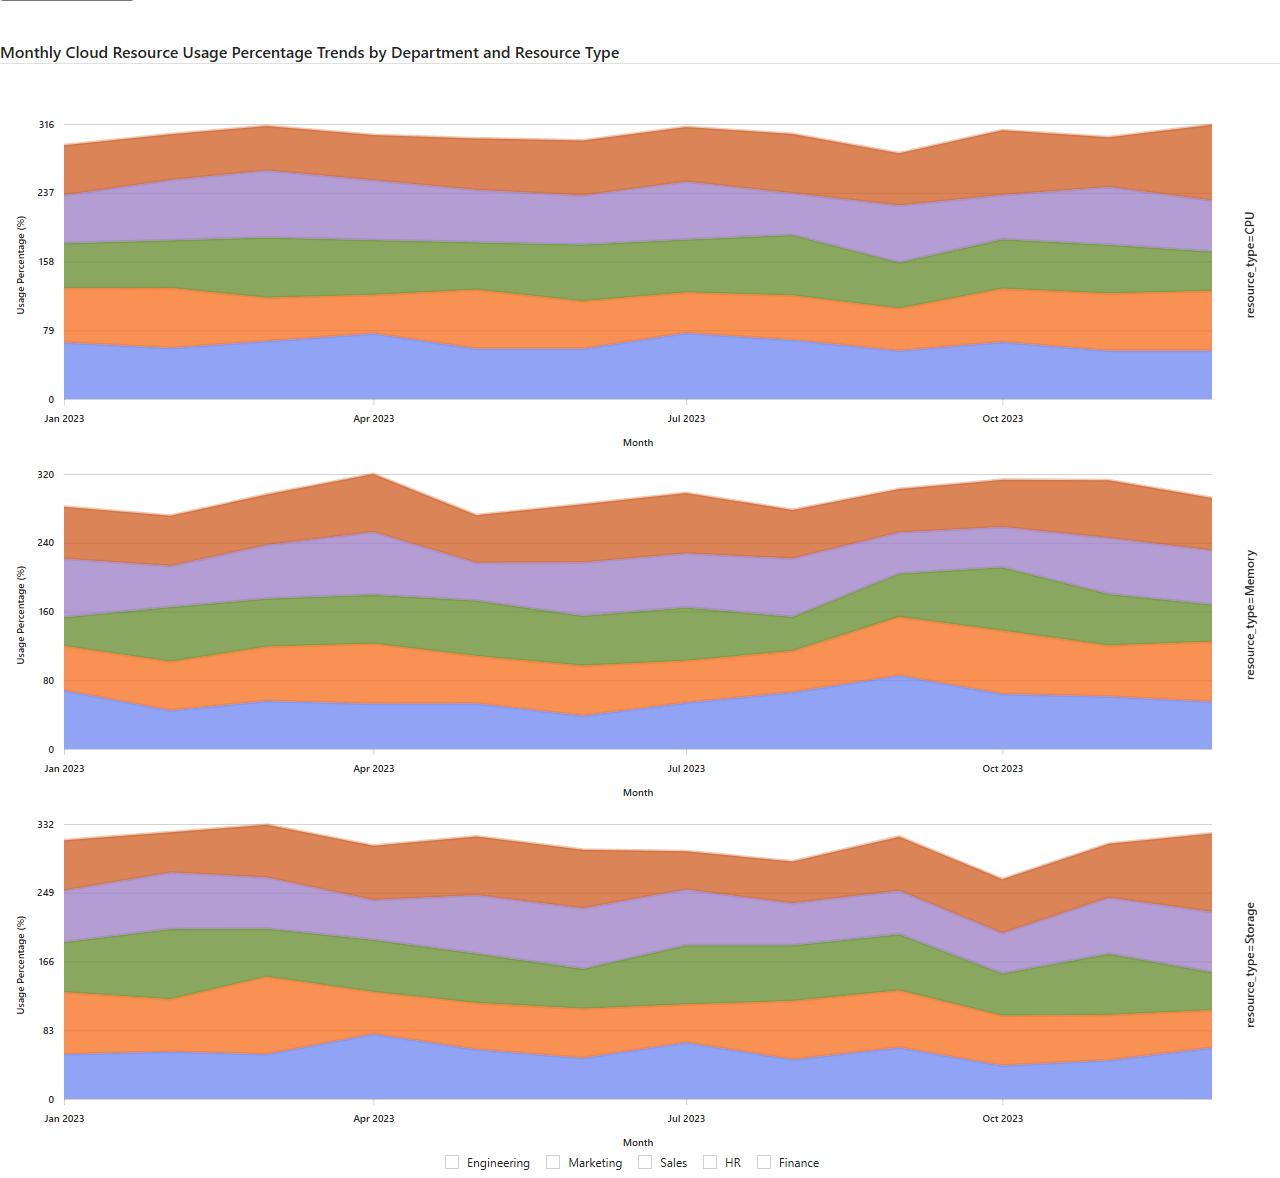 Monthly Cloud Resource Usage Percentage Trends by Department and Resource Type
316
237
158
79
0
Usage Percentage (%)
Jan 2023
Apr 2023
Jul 2023
Oct 2023
Month
resource_type=CPU
320
240
160
80
0
Usage Percentage (%)
Jan 2023
Apr 2023
Jul 2023
Oct 2023
Month
resource_type=Memory
332
249
166
83
0
Usage Percentage (%)
Jan 2023
Apr 2023
Jul 2023
Oct 2023
Month
resource_type=Storage
Engineering
Marketing
Sales
HR
Finance